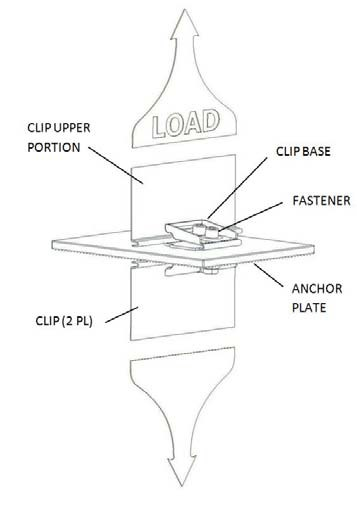 LOAD
CLIP UPPER
PORTION
CLIP BASE
FASTENER
ANCHOR
PLATE
CLIP (2 PL)